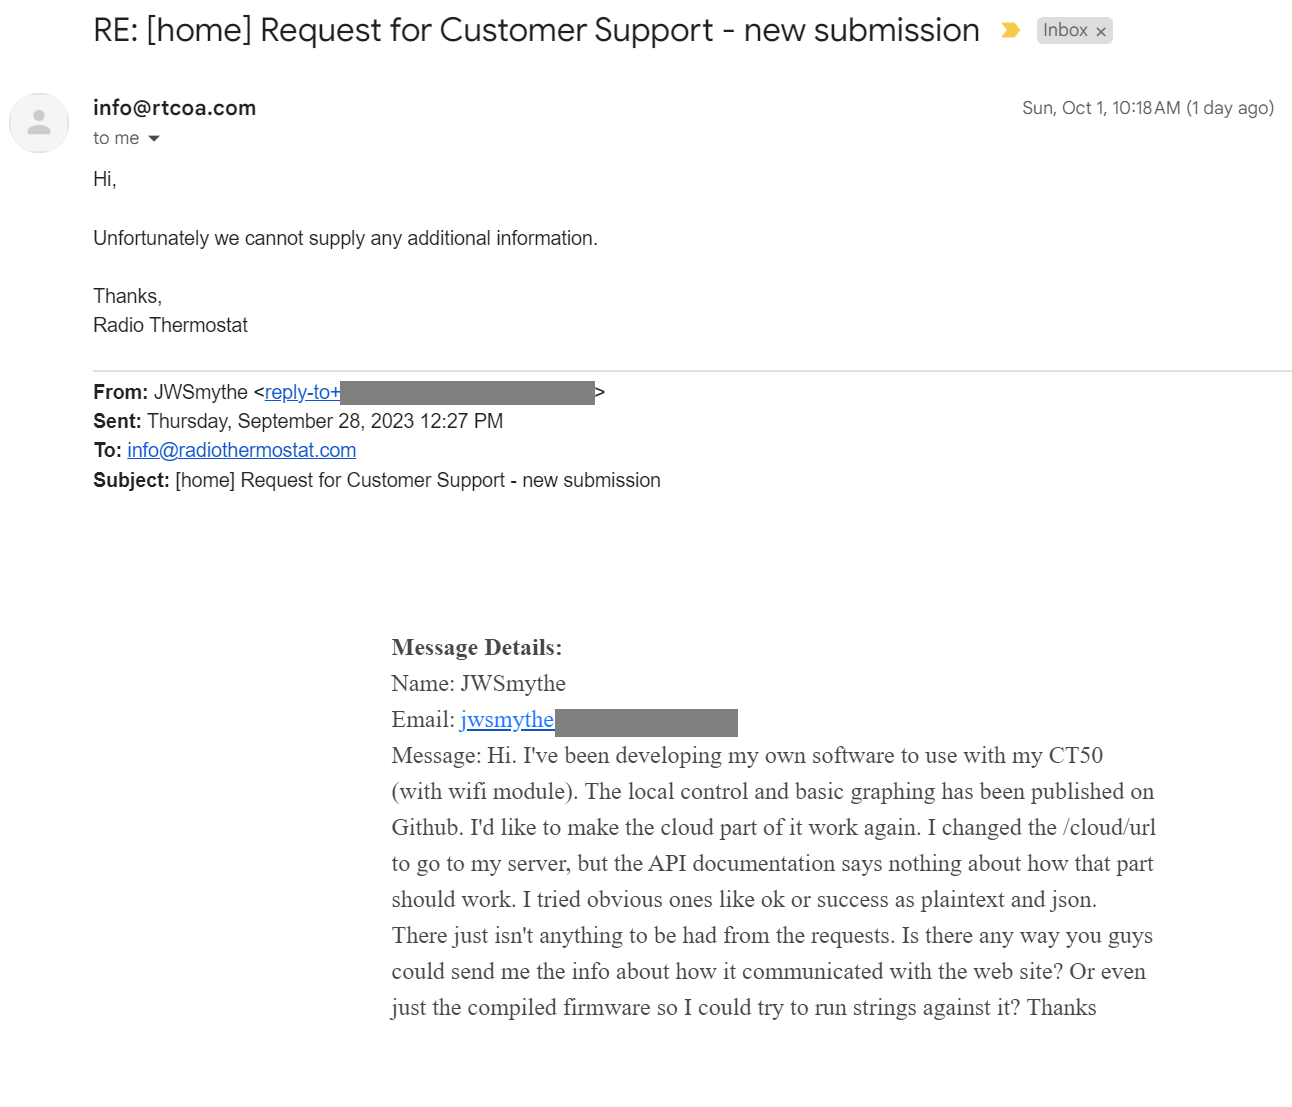 RE: [home] Request for Customer Support - new submission Inbox ×
info@rtcoa.com Sun, Oct 1, 10:18 AM (1 day ago)
to me
Hi,
Unfortunately we cannot supply any additional information.
Thanks,
Radio Thermostat
From: JWSmythe <reply-to+ >
Sent: Thursday, September 28, 2023 12:27 PM
To: info@radiothermostat.com
Subject: [home] Request for Customer Support - new submission
Message Details:
Name: JWSmythe
Email: jwsmythe
Message: Hi. I've been developing my own software to use with my CT50
(with wifi module). The local control and basic graphing has been published on
Github. I'd like to make the cloud part of it work again. I changed the /cloud/url
to go to my server, but the API documentation says nothing about how that part
should work. I tried obvious ones like ok or success as plaintext and json.
There just isn't anything to be had from the requests. Is there any way you guys
could send me the info about how it communicated with the web site? Or even
just the compiled firmware so I could try to run strings against it? Thanks